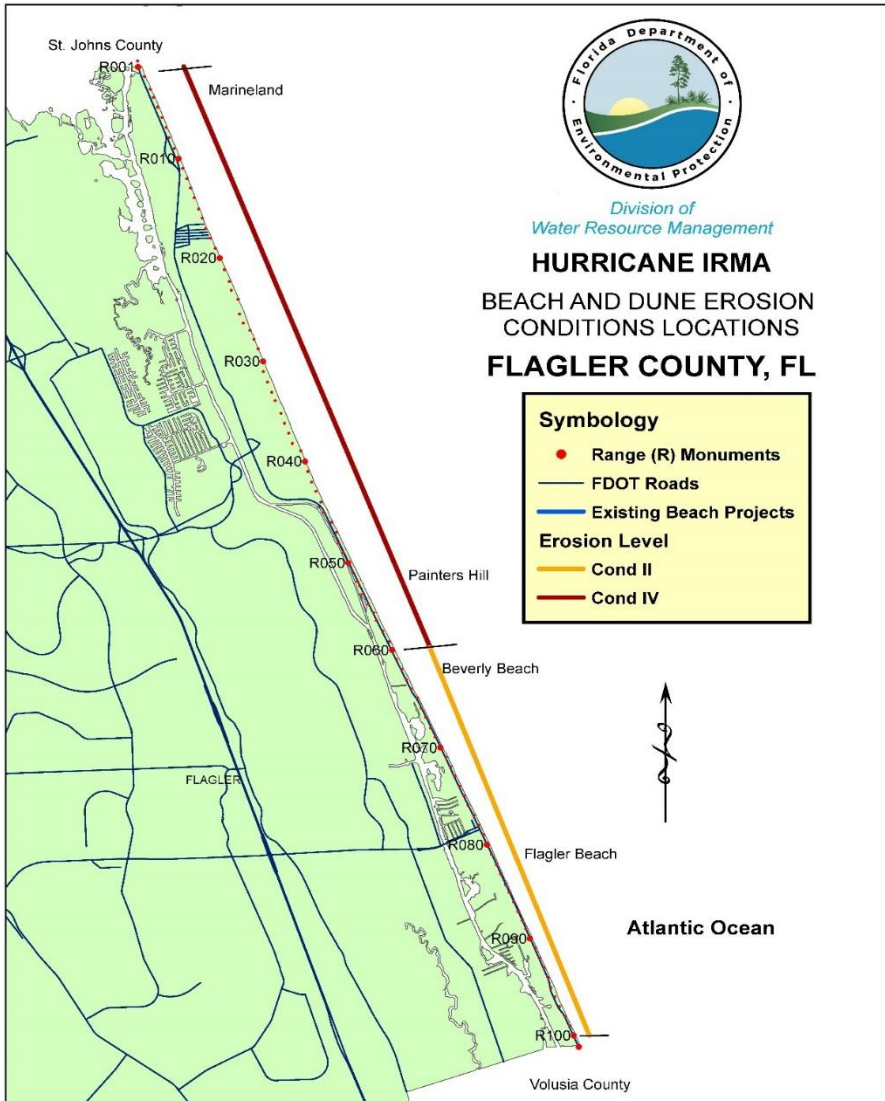 St. Johns County
R001
Marineland
R010
R020
R030
R040
R050
Painters Hill
R060
Beverly Beach
R070
FLAGLER
R080
Flagler Beach
R090
Atlantic Ocean
R100
Volusia County
Florida Department of
Environmental Protection
Division of
Water Resource Management
HURRICANE IRMA
BEACH AND DUNE EROSION
CONDITIONS LOCATIONS
FLAGLER COUNTY, FL
Symbology
Range (R) Monuments
FDOT Roads
Existing Beach Projects
Erosion Level
Cond II
Cond IV